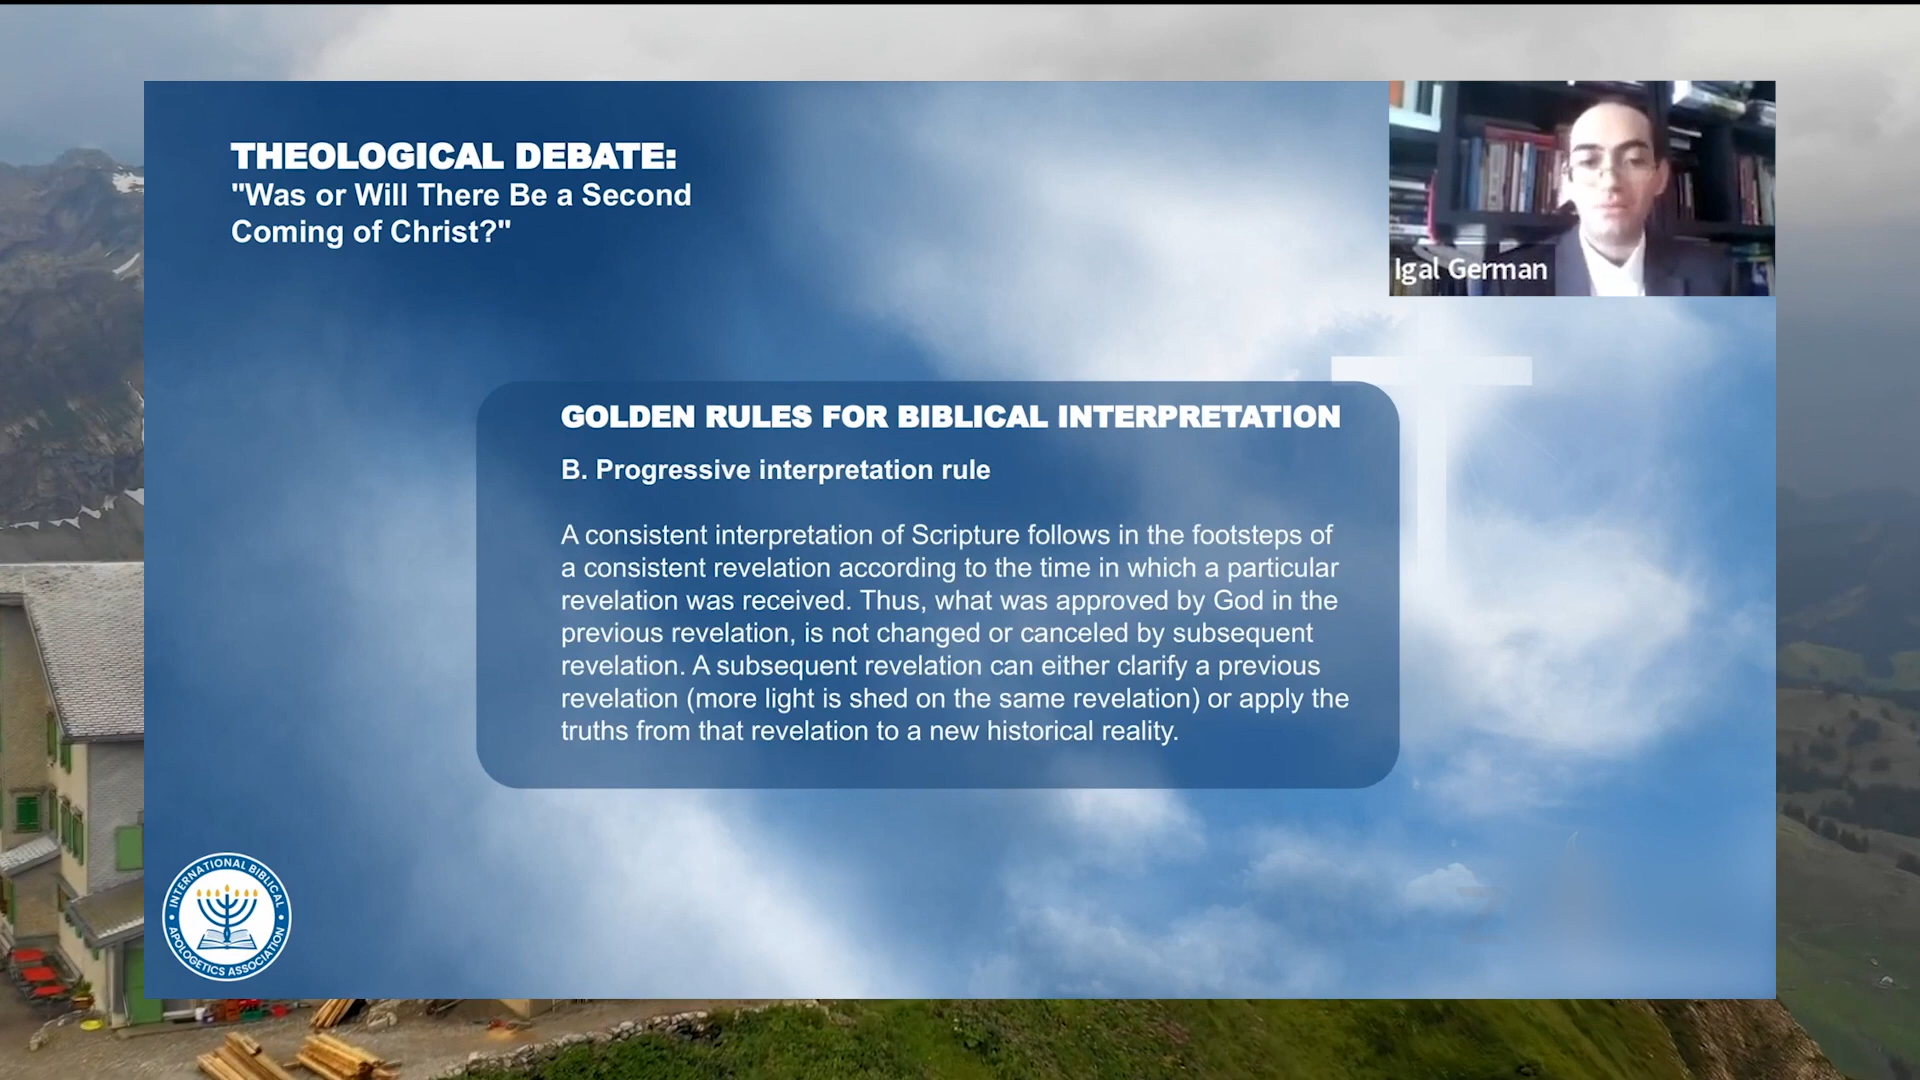 THEOLOGICAL DEBATE:
"Was or Will There Be a Second
Coming of Christ?"
Igal German
GOLDEN RULES FOR BIBLICAL INTERPRETATION
B. Progressive interpretation rule
A consistent interpretation of Scripture follows in the footsteps of
a consistent revelation according to the time in which a particular
revelation was received. Thus, what was approved by God in the
previous revelation, is not changed or canceled by subsequent
revelation. A subsequent revelation can either clarify a previous
revelation (more light is shed on the same revelation) or apply the
truths from that revelation to a new historical reality.
INTERNATIONAL BIBLICAL
APOLOGETICS ASSOCIATION